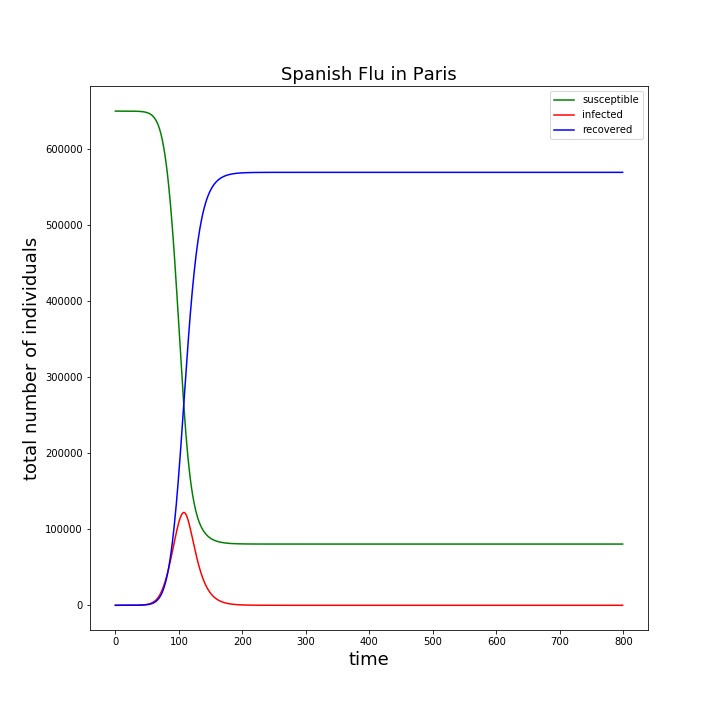 Spanish Flu in Paris
susceptible
infected
recovered
total number of individuals
600000
500000
400000
300000
200000
100000
0
0 100 200 300 400 500 600 700 800
time